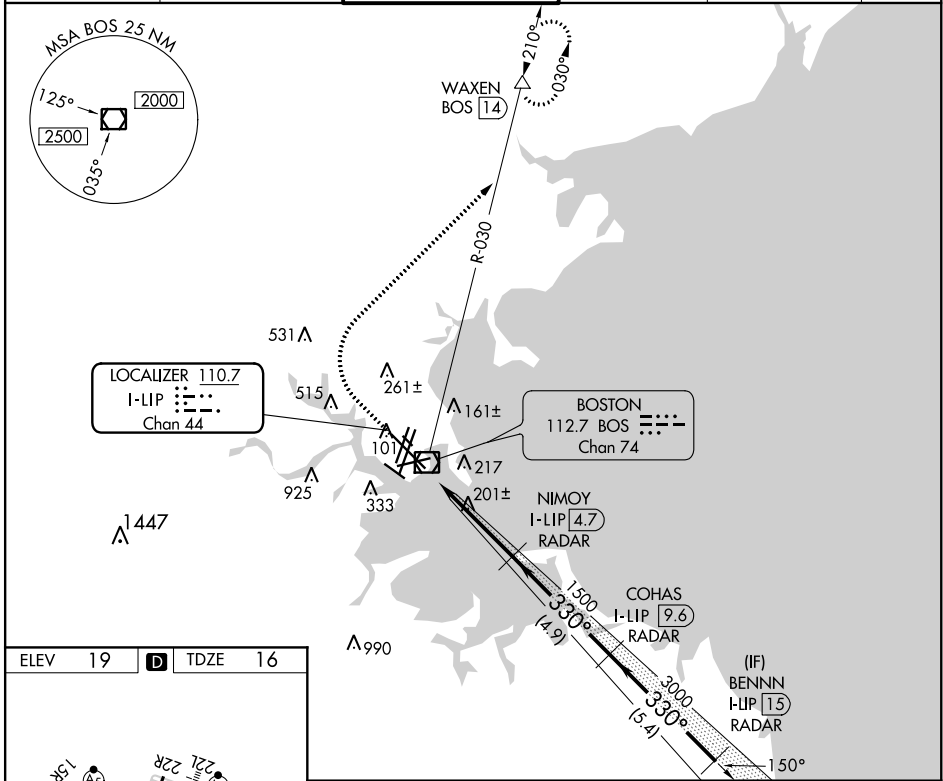 MSA BOS 25 NM
125°
2000
2500
035°
210°
030°
WAXEN
BOS 14
R-030
531
LOCALIZER 110.7
I-LIP
Chan 44
515
261±
161±
BOSTON
112.7 BOS
Chan 74
101
217
925
333
201±
1447
NIMOY
I-LIP 4.7
RADAR
1500
330°
(4.9)
COHAS
I-LIP 9.6
RADAR
990
3000
330°
(5.4)
(IF)
BENNN
I-LIP 15
RADAR
150°
ELEV 19 D TDZE 16
15R
22R
22L